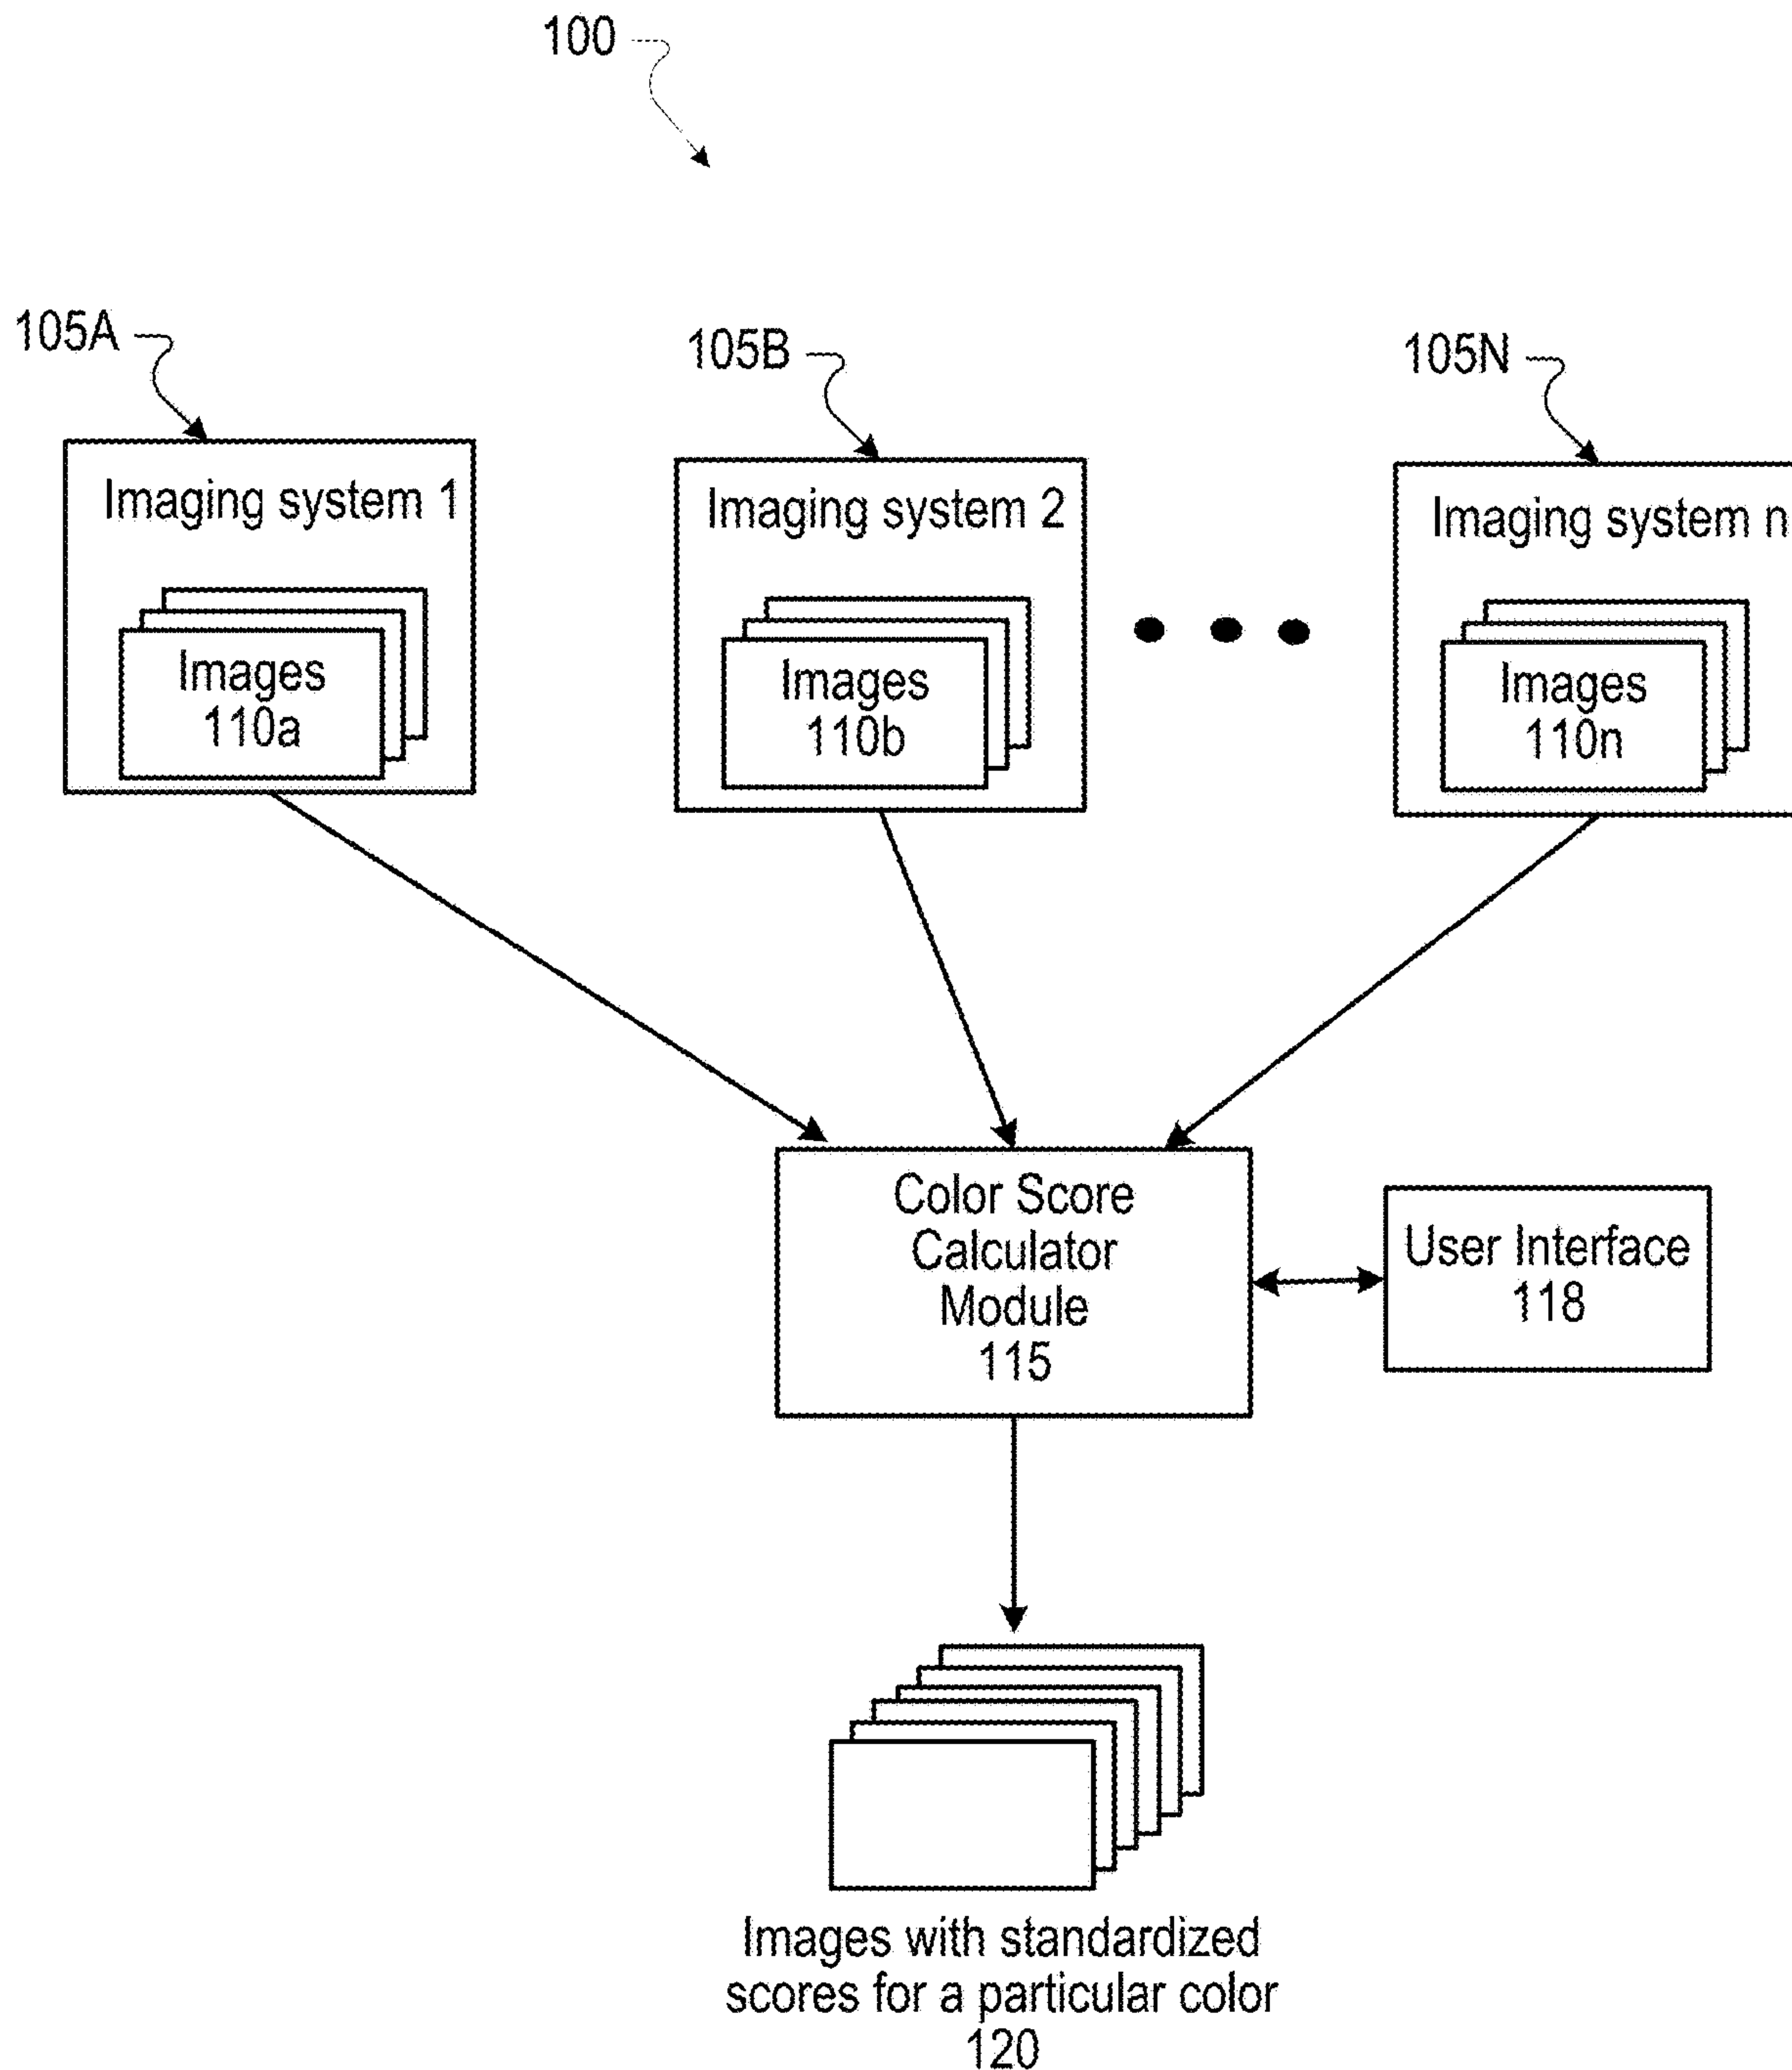 100
105A
105B
105N
Imaging system 1
Imaging system 2
Imaging system n
Images
110a
Images
110b
Images
110n
Color Score
Calculator
Module
115
User Interface
118
Images with standardized
scores for a particular color
120